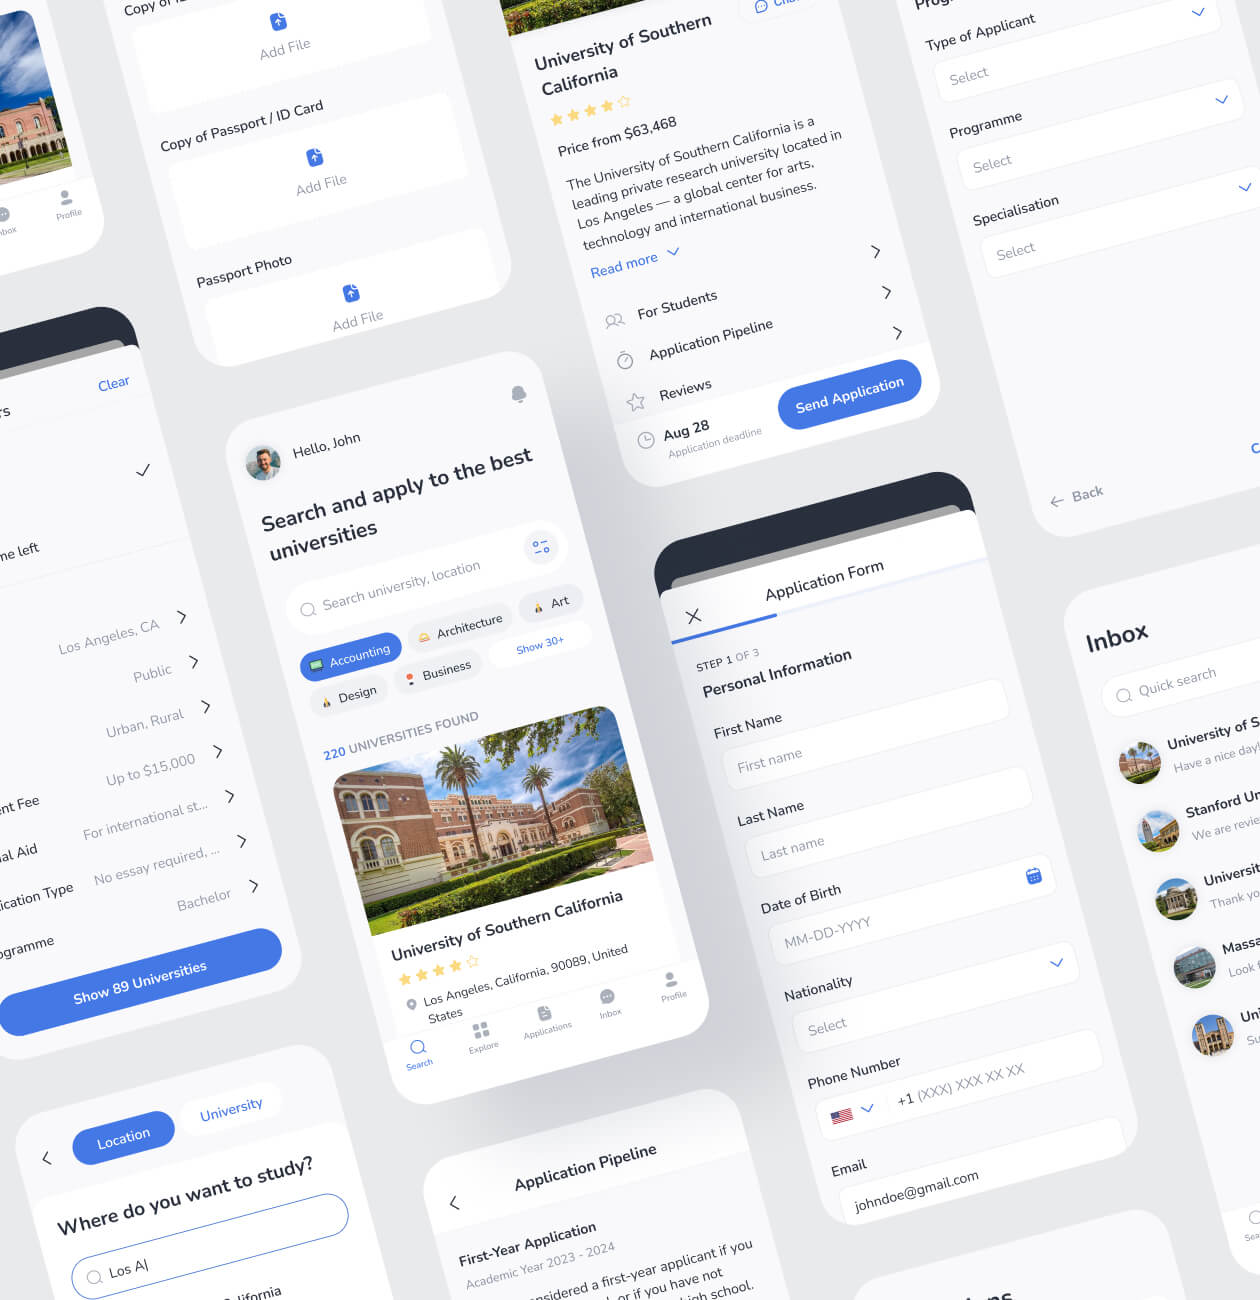 Copy of
Add File
Copy of Passport / ID Card
Add File
Passport Photo
Add File
Profile
University of Southern
California
Price from $63,468
The University of Southern California is a
leading private research university located in
Los Angeles — a global center for arts,
technology and international business.
Read more
For Students
Application Pipeline
Reviews
Aug 28
Application deadline
Send Application
Type of Applicant
Select
Programme
Select
Specialisation
Select
Back
Clear
me left
Los Angeles, CA
Public
Urban, Rural
Up to $15,000
ent Fee
For international st...
al Aid
No essay required, ...
ication Type
Bachelor
ogramme
Show 89 Universities
Hello, John
Search and apply to the best
universities
Search university, location
Accounting
Architecture
Art
Design
Business
Show 30+
220 UNIVERSITIES FOUND
University of Southern California
Los Angeles, California, 90089, United
States
Search
Explore
Applications
Inbox
Profile
Application Form
STEP 1 OF 3
Personal Information
First Name
First name
Last Name
Last name
Date of Birth
MM-DD-YYYY
Nationality
Select
Phone Number
+1 (XXX) XXX XX XX
Email
johndoe@gmail.com
Inbox
Quick search
University of S
Have a nice day!
Stanford Un
We are revie
Universit
Thank yo
Massa
Look f
Uni
Su
Sea
Location
University
Where do you want to study?
Los A
California
Application Pipeline
First-Year Application
Academic Year 2023 - 2024
onsidered a first-year applicant if you
or if you have not
high school.